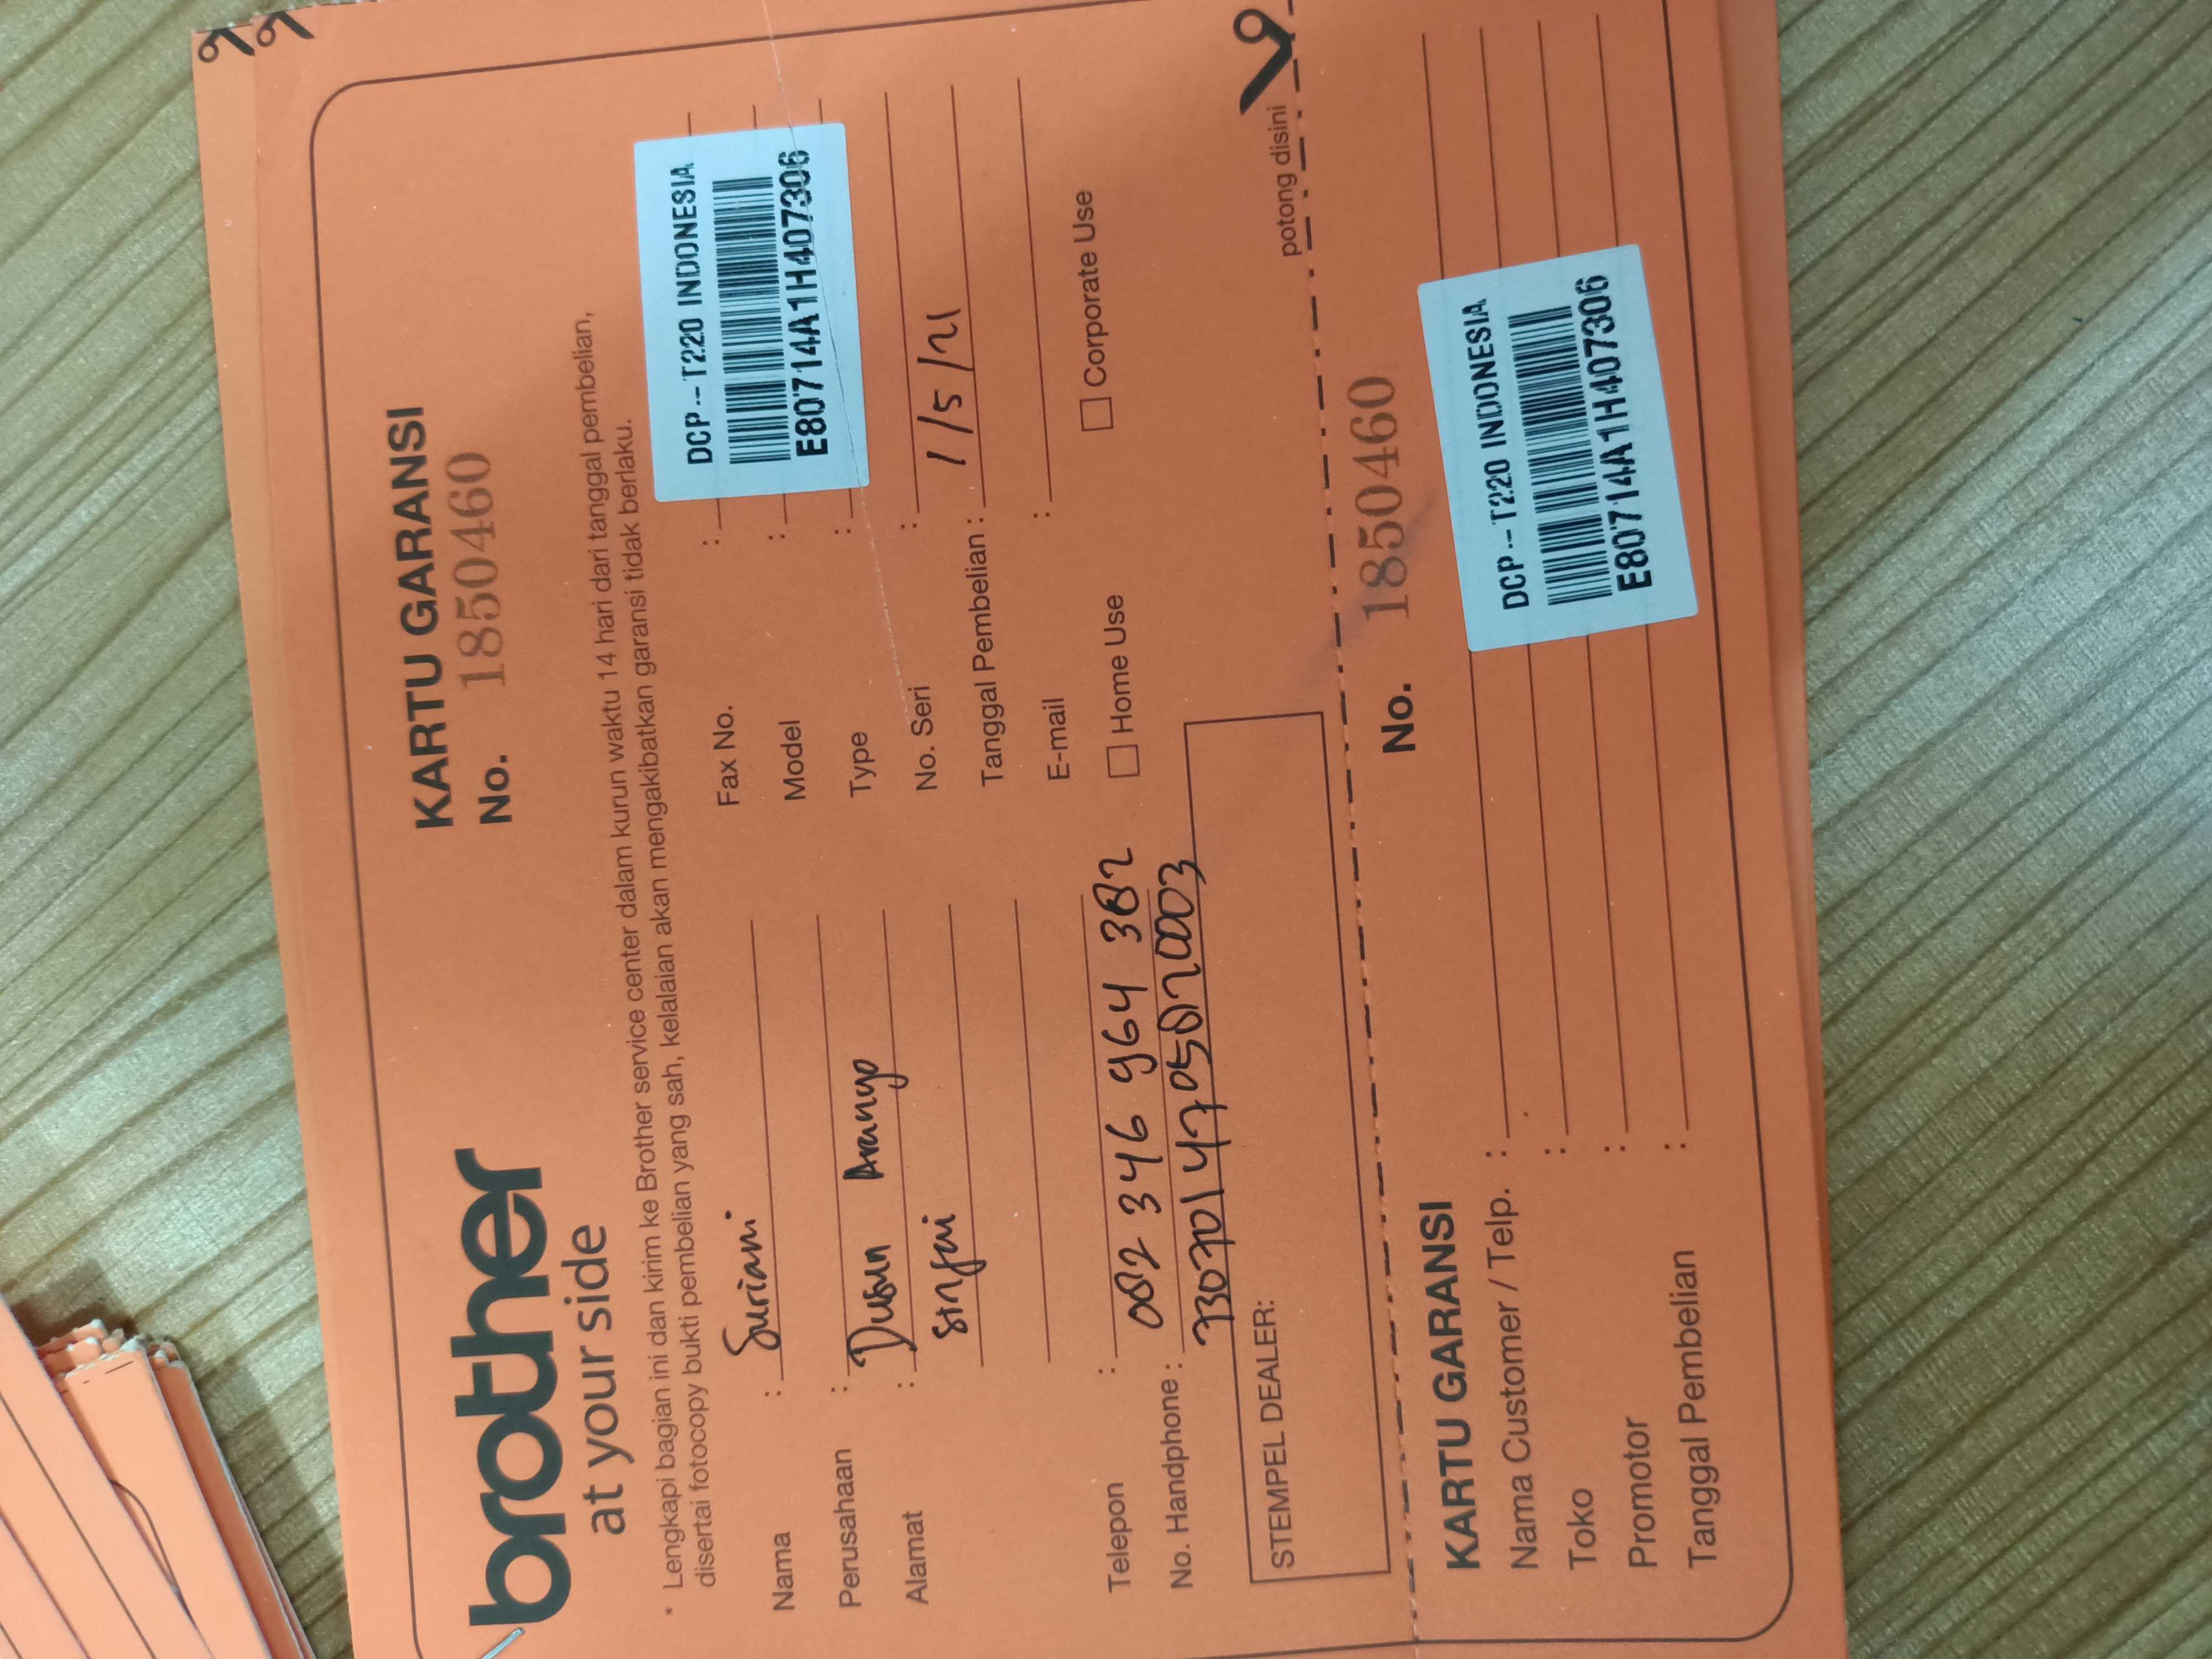 brother
at your side
KARTU GARANSI
No. 1850460
* Lengkapi bagian ini dan kirim ke Brother service center dalam kurun waktu 14 hari dari tanggal pembelian,
disertai fotocopy bukti pembelian yang sah, kelalaian akan mengakibatkan garansi tidak berlaku.
Nama : Suriani
Perusahaan :
Alamat : Dusun Arango
Sinjai
Telepon : 082 346 964 382
No. Handphone :
Fax No. :
Model :
Type :
No. Seri :
Tanggal Pembelian : 1/5/21
E-mail :
Home Use Corporate Use
DCP--T220 INDONESIA
E80714A1H407306
STEMPEL DEALER:
potong disini
KARTU GARANSI
No. 1850460
Nama Customer / Telp. :
Toko :
Promotor :
Tanggal Pembelian :
DCP--T220 INDONESIA
E80714A1H407306